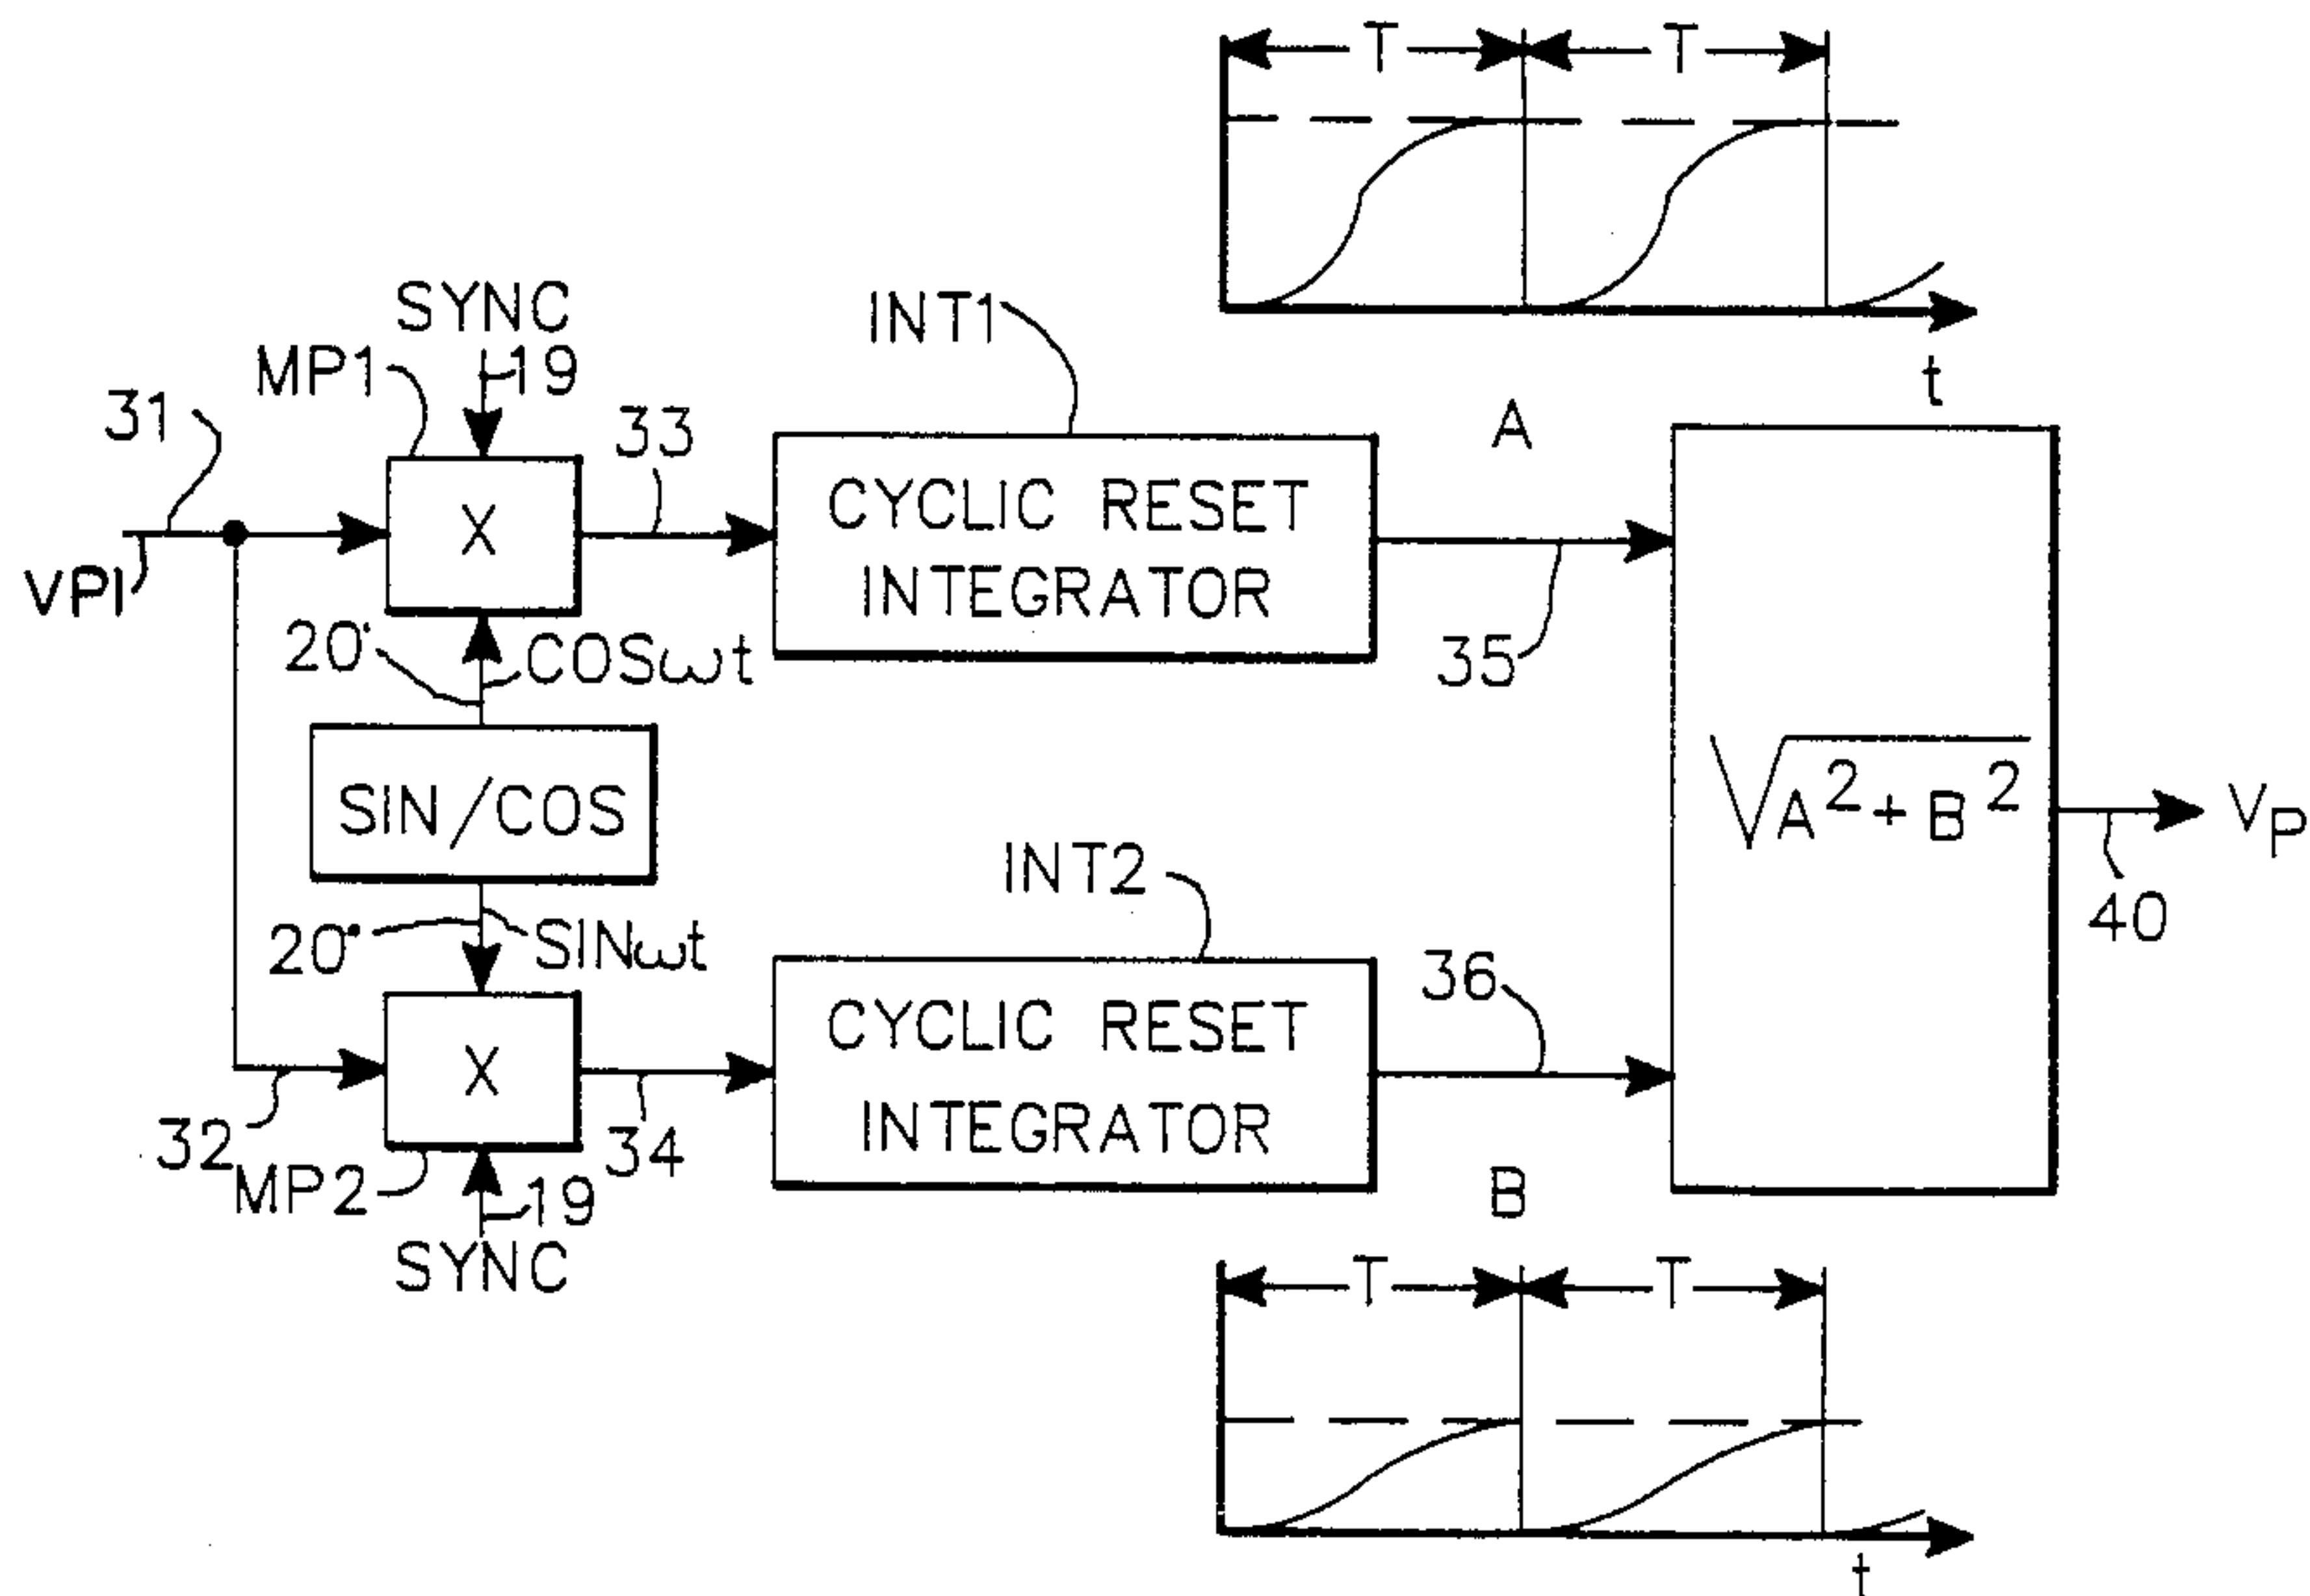 T T
t
SYNC
19
MP1
31
VPI
X
33
INT1
CYCLIC RESET
INTEGRATOR
A
35
20'
COSωt
SIN/COS
20"
SINωt
32
MP2
X
34
19
SYNC
INT2
CYCLIC RESET
INTEGRATOR
36
B
√A²+B²
40
VP
T T
t